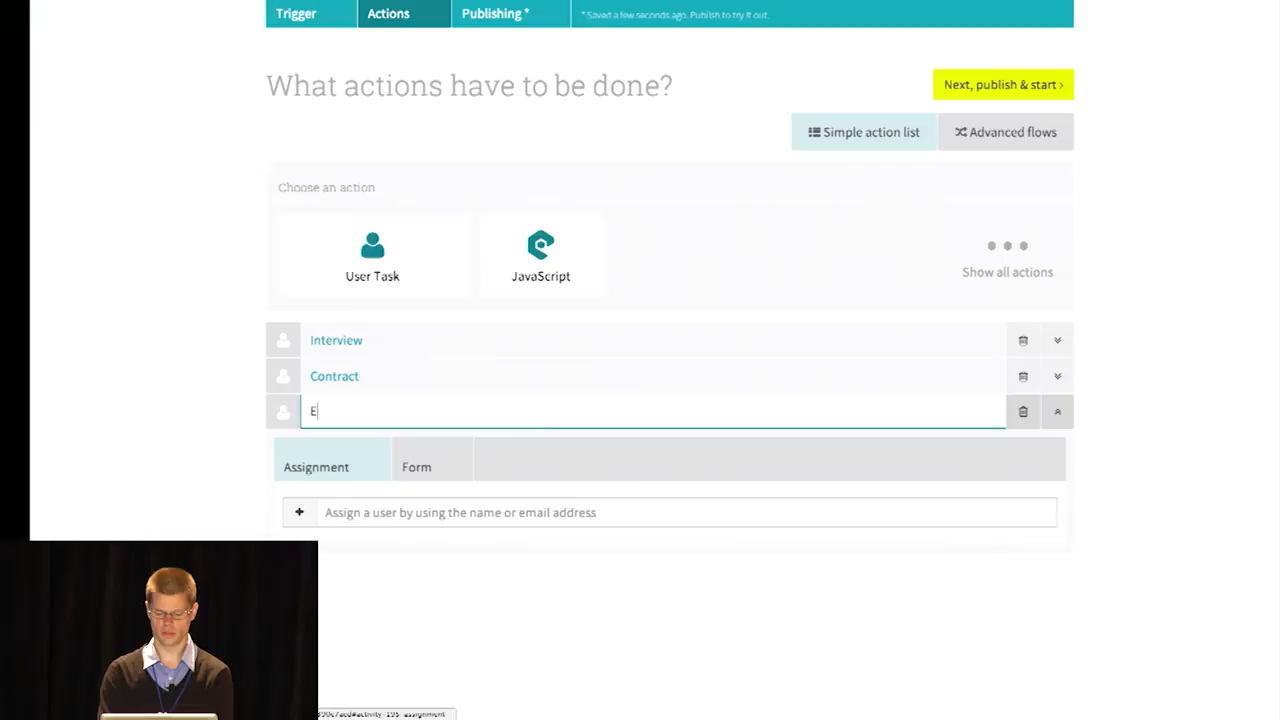 Trigger
Actions
Publishing *
* Saved a few seconds ago. Publish to try it out.
What actions have to be done?
Next, publish & start ›
Simple action list
Advanced flows
Choose an action
User Task
JavaScript
Show all actions
Interview
Contract
E
Assignment
Form
Assign a user by using the name or email address